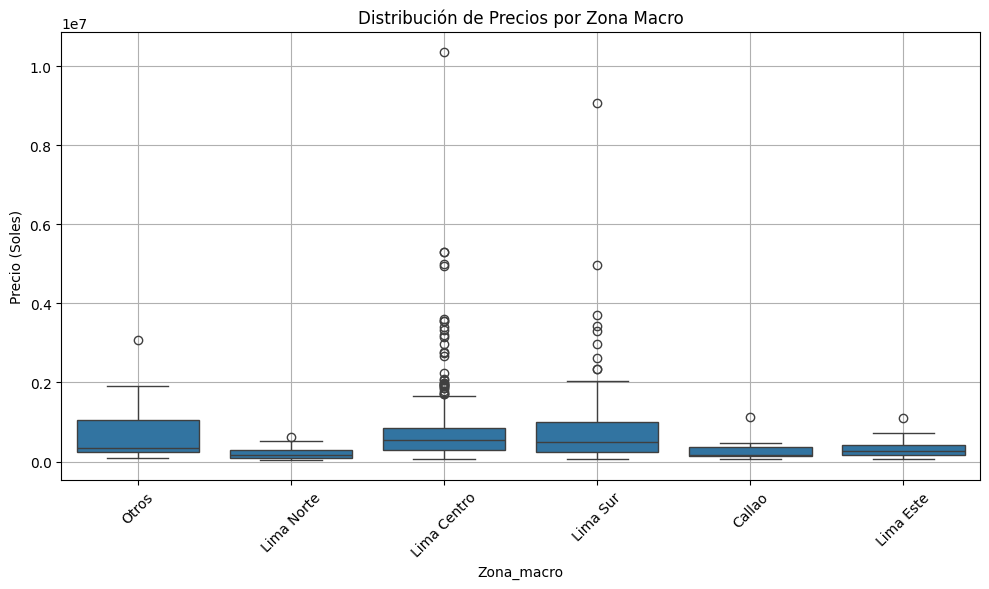 Distribución de Precios por Zona Macro
1e7
1.0
0.8
0.6
0.4
0.2
0.0
Precio (Soles)
Otros
Lima Norte
Lima Centro
Lima Sur
Callao
Lima Este
Zona_macro